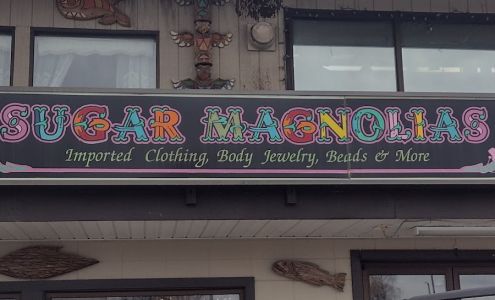 SUGAR MAGNOLIAS
Imported Clothing, Body Jewelry, Beads & More